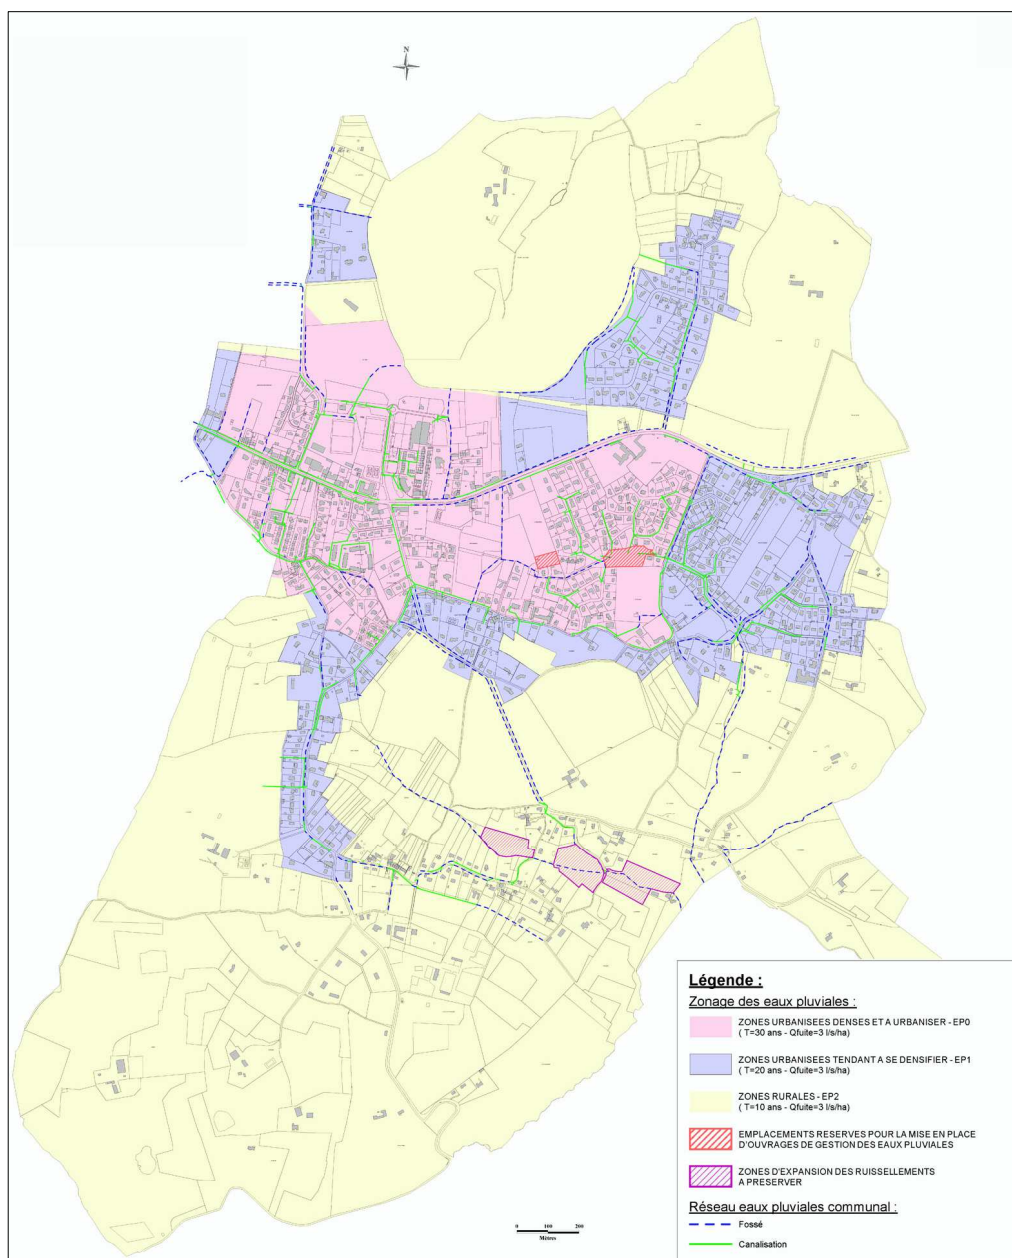 N
Légende :
Zonage des eaux pluviales :
ZONES URBANISEES DENSES ET A URBANISER - EP0
( T=30 ans - Qfuite=3 l/s/ha)
ZONES URBANISEES TENDANT A SE DENSIFIER - EP1
( T=20 ans - Qfuite=3 l/s/ha)
ZONES RURALES - EP2
( T=10 ans - Qfuite=3 l/s/ha)
EMPLACEMENTS RESERVES POUR LA MISE EN PLACE
D'OUVRAGES DE GESTION DES EAUX PLUVIALES
ZONES D'EXPANSION DES RUISSELLEMENTS
A PRESERVER
Réseau eaux pluviales communal :
Fossé
Canalisation
0 100 200
Mètres